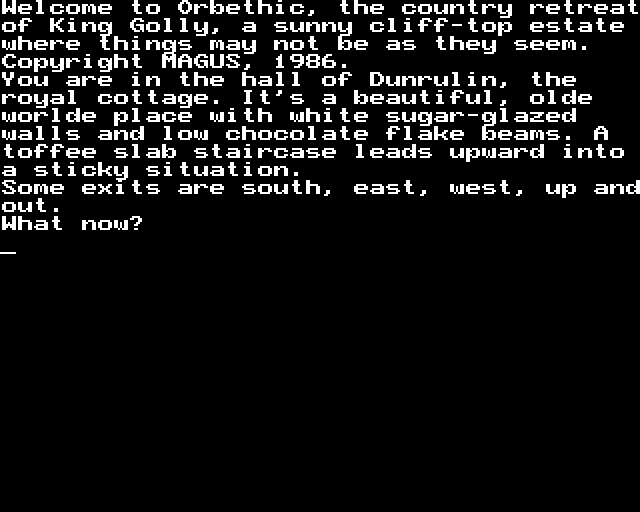 Welcome to Orbethic, the country retreat
of King Golly, a sunny cliff-top estate
where things may not be as they seem.
Copyright MAGUS, 1986.
You are in the hall of Dunrulin, the
royal cottage. It's a beautiful, olde
worlde place with white sugar-glazed
walls and low chocolate flake beams. A
toffee slab staircase leads upward into
a sticky situation.
Some exits are south, east, west, up and
out.
What now?